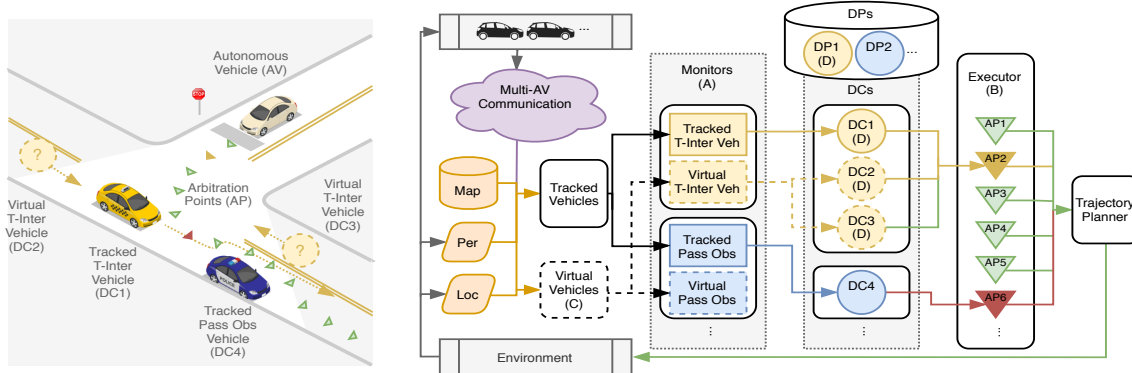 Autonomous
Vehicle (AV)
STOP
?
Arbitration
Points (AP)
Virtual
T-Inter
Vehicle
(DC2)
Virtual
T-Inter
Vehicle
(DC3)
?
Tracked
T-Inter
Vehicle
(DC1)
POLICE
Tracked
Pass Obs
Vehicle
(DC4)
...
Multi-AV
Communication
Map
Per
Loc
Tracked
Vehicles
Virtual
Vehicles
(C)
Environment
Monitors
(A)
Tracked
T-Inter Veh
Virtual
T-Inter Veh
Tracked
Pass Obs
Virtual
Pass Obs
...
DPs
DP1
(D)
DP2
...
DCs
DC1
(D)
DC2
(D)
DC3
(D)
DC4
...
Executor
(B)
AP1
AP2
AP3
AP4
AP5
AP6
...
Trajectory
Planner